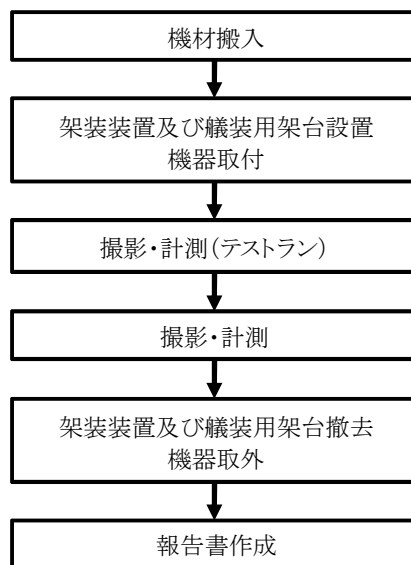 機材搬入
架装装置及び艤装用架台設置
機器取付
撮影・計測(テストラン)
撮影・計測
架装装置及び艤装用架台撤去
機器取外
報告書作成